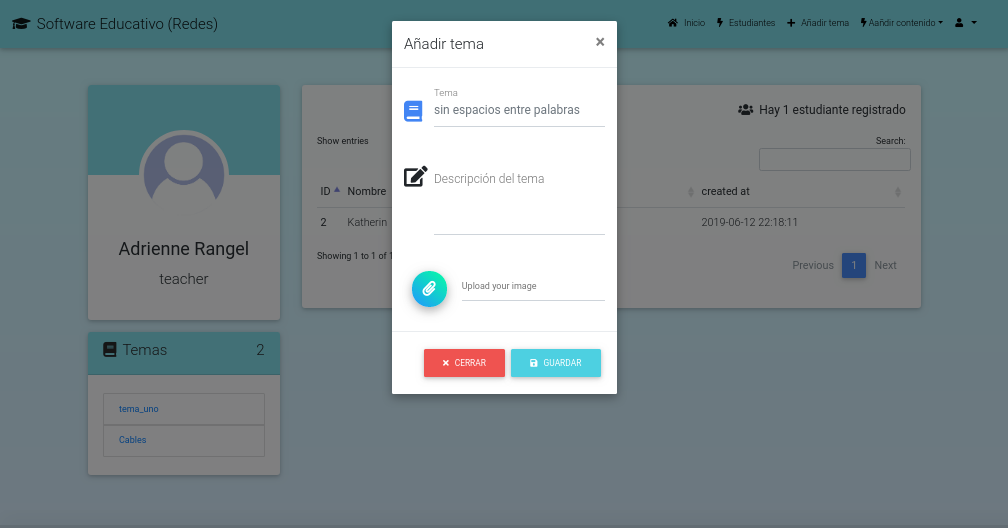 Software Educativo (Redes)
Inicio
Estudiantes
Añadir tema
Aañdir contenido
Añadir tema
×
Tema
sin espacios entre palabras
Descripción del tema
Upload your image
CERRAR
GUARDAR
Adrienne Rangel
teacher
Temas 2
tema_uno
Cables
Hay 1 estudiante registrado
Show entries
Search:
ID Nombre created at
2 Katherin 2019-06-12 22:18:11
Showing 1 to 1 of 1
Previous 1 Next